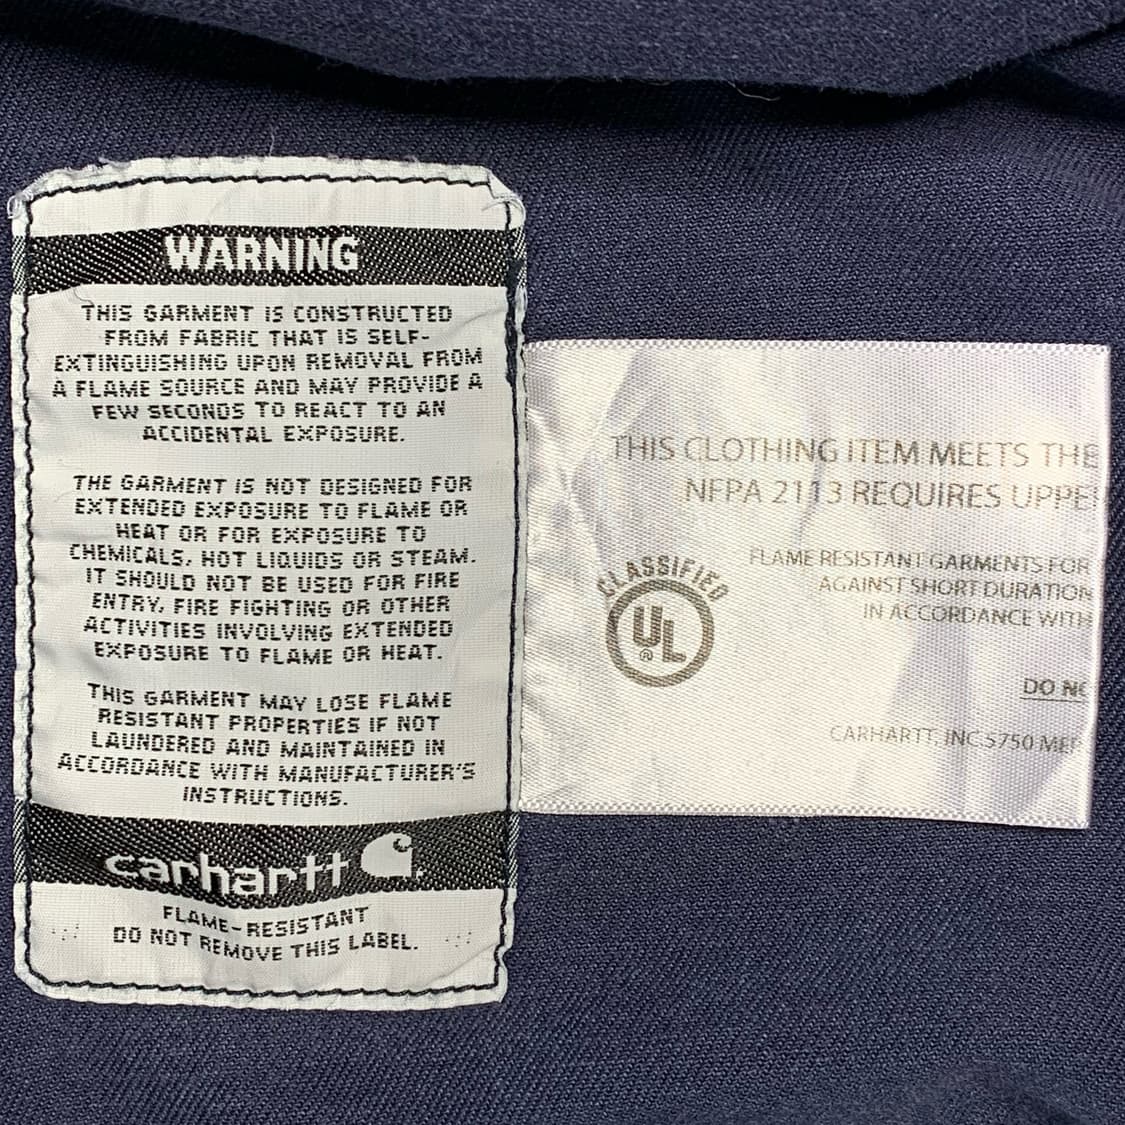 WARNING
THIS GARMENT IS CONSTRUCTED
FROM FABRIC THAT IS SELF-
EXTINGUISHING UPON REMOVAL FROM
A FLAME SOURCE AND MAY PROVIDE A
FEW SECONDS TO REACT TO AN
ACCIDENTAL EXPOSURE.
THE GARMENT IS NOT DESIGNED FOR
EXTENDED EXPOSURE TO FLAME OR
HEAT OR FOR EXPOSURE TO
CHEMICALS, HOT LIQUIDS OR STEAM.
IT SHOULD NOT BE USED FOR FIRE
ENTRY, FIRE FIGHTING OR OTHER
ACTIVITIES INVOLVING EXTENDED
EXPOSURE TO FLAME OR HEAT.
THIS GARMENT MAY LOSE FLAME
RESISTANT PROPERTIES IF NOT
LAUNDERED AND MAINTAINED IN
ACCORDANCE WITH MANUFACTURER'S
INSTRUCTIONS.
carhartt
FLAME-RESISTANT
DO NOT REMOVE THIS LABEL.
THIS CLOTHING ITEM MEETS THE
NFPA 2113 REQUIRES UPPE
CLASSIFIED
UL®
FLAME RESISTANT GARMENTS FOR
AGAINST SHORT DURATION
IN ACCORDANCE WITH
DO NO
CARHARTT, INC.5750 MER